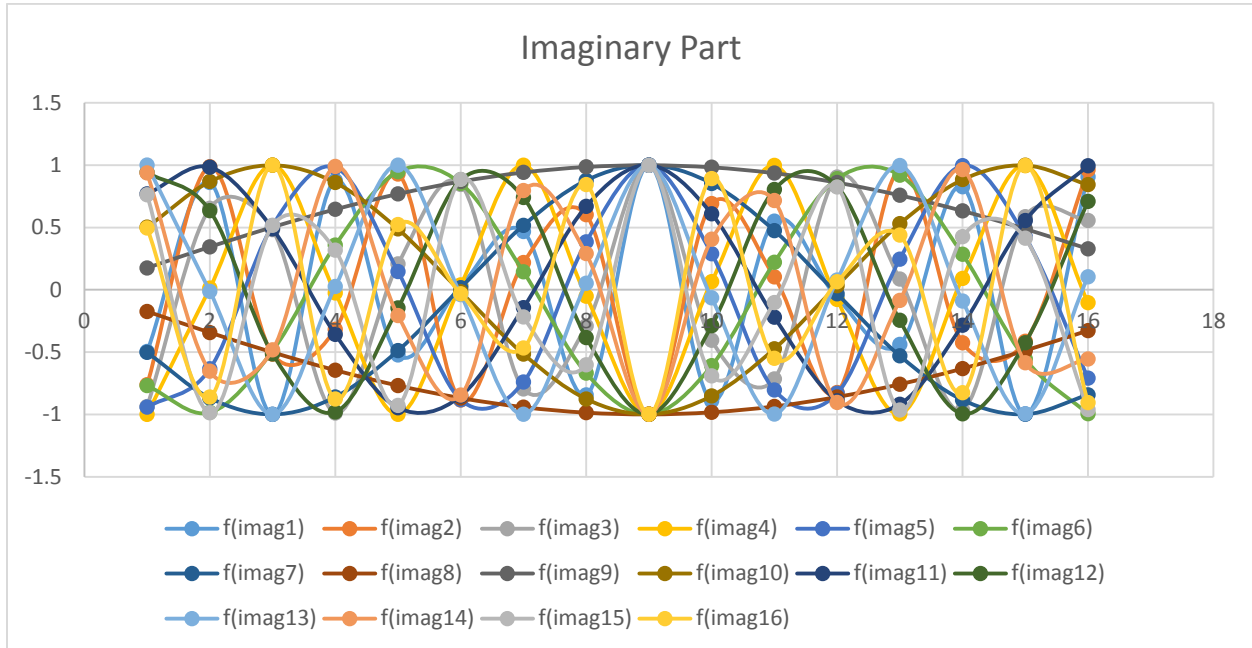 Imaginary Part
1.5
1
0.5
0
-0.5
-1
-1.5
0 2 4 6 8 10 12 14 16 18
f(imag1) f(imag2) f(imag3) f(imag4) f(imag5) f(imag6)
f(imag7) f(imag8) f(imag9) f(imag10) f(imag11) f(imag12)
f(imag13) f(imag14) f(imag15) f(imag16)